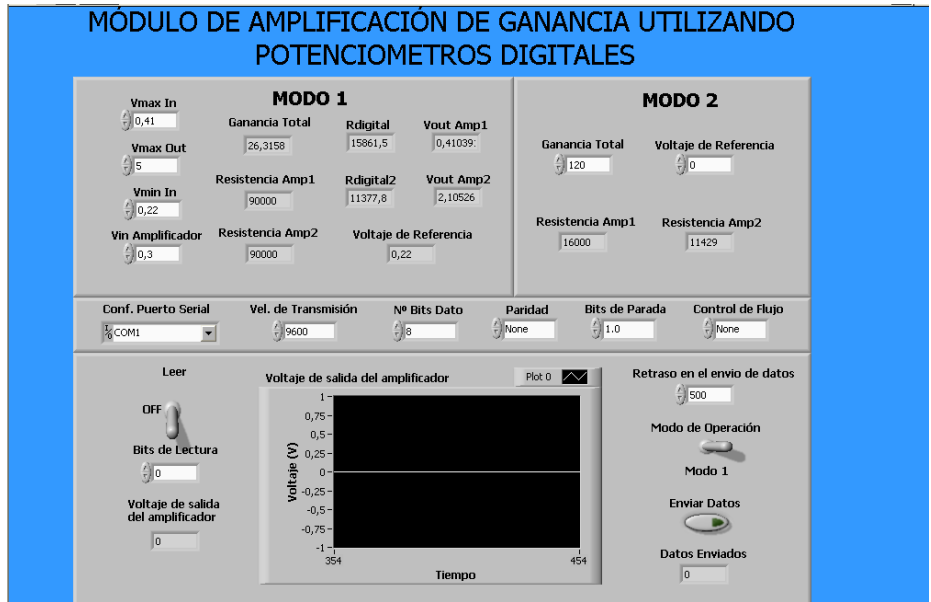 MÓDULO DE AMPLIFICACIÓN DE GANANCIA UTILIZANDO
POTENCIOMETROS DIGITALES
MODO 1
Vmax In
0,41
Vmax Out
5
Vmin In
0,22
Vin Amplificador
0,3
Ganancia Total
26,3158
Resistencia Amp1
90000
Resistencia Amp2
90000
Rdigital
15861,5
Rdigital2
11377,8
Vout Amp1
0,41039
Vout Amp2
2,10526
Voltaje de Referencia
0,22
MODO 2
Ganancia Total
120
Voltaje de Referencia
0
Resistencia Amp1
16000
Resistencia Amp2
11429
Conf. Puerto Serial
COM1
Vel. de Transmisión
9600
Nº Bits Dato
8
Paridad
None
Bits de Parada
1.0
Control de Flujo
None
Leer
OFF
Bits de Lectura
0
Voltaje de salida
del amplificador
0
Voltaje de salida del amplificador
Plot 0
Voltaje (V)
1
0,75
0,5
0,25
0
-0,25
-0,5
-0,75
-1
354
454
Tiempo
Retraso en el envio de datos
500
Modo de Operación
Modo 1
Enviar Datos
Datos Enviados
0